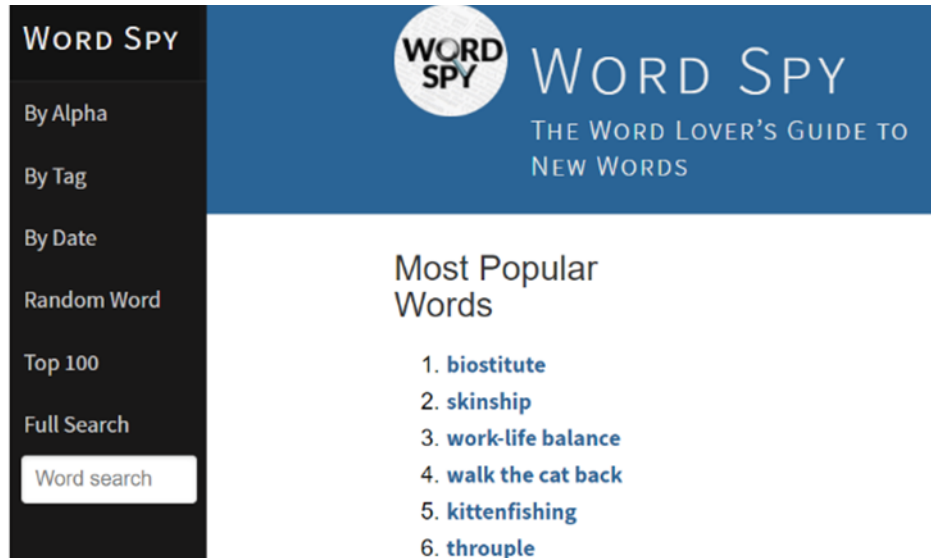 WORD SPY
By Alpha
By Tag
By Date
Random Word
Top 100
Full Search
Word search
WORD
SPY
WORD SPY
THE WORD LOVER'S GUIDE TO
NEW WORDS
Most Popular
Words
1. biostitute
2. skinship
3. work-life balance
4. walk the cat back
5. kittenfishing
6. throuple